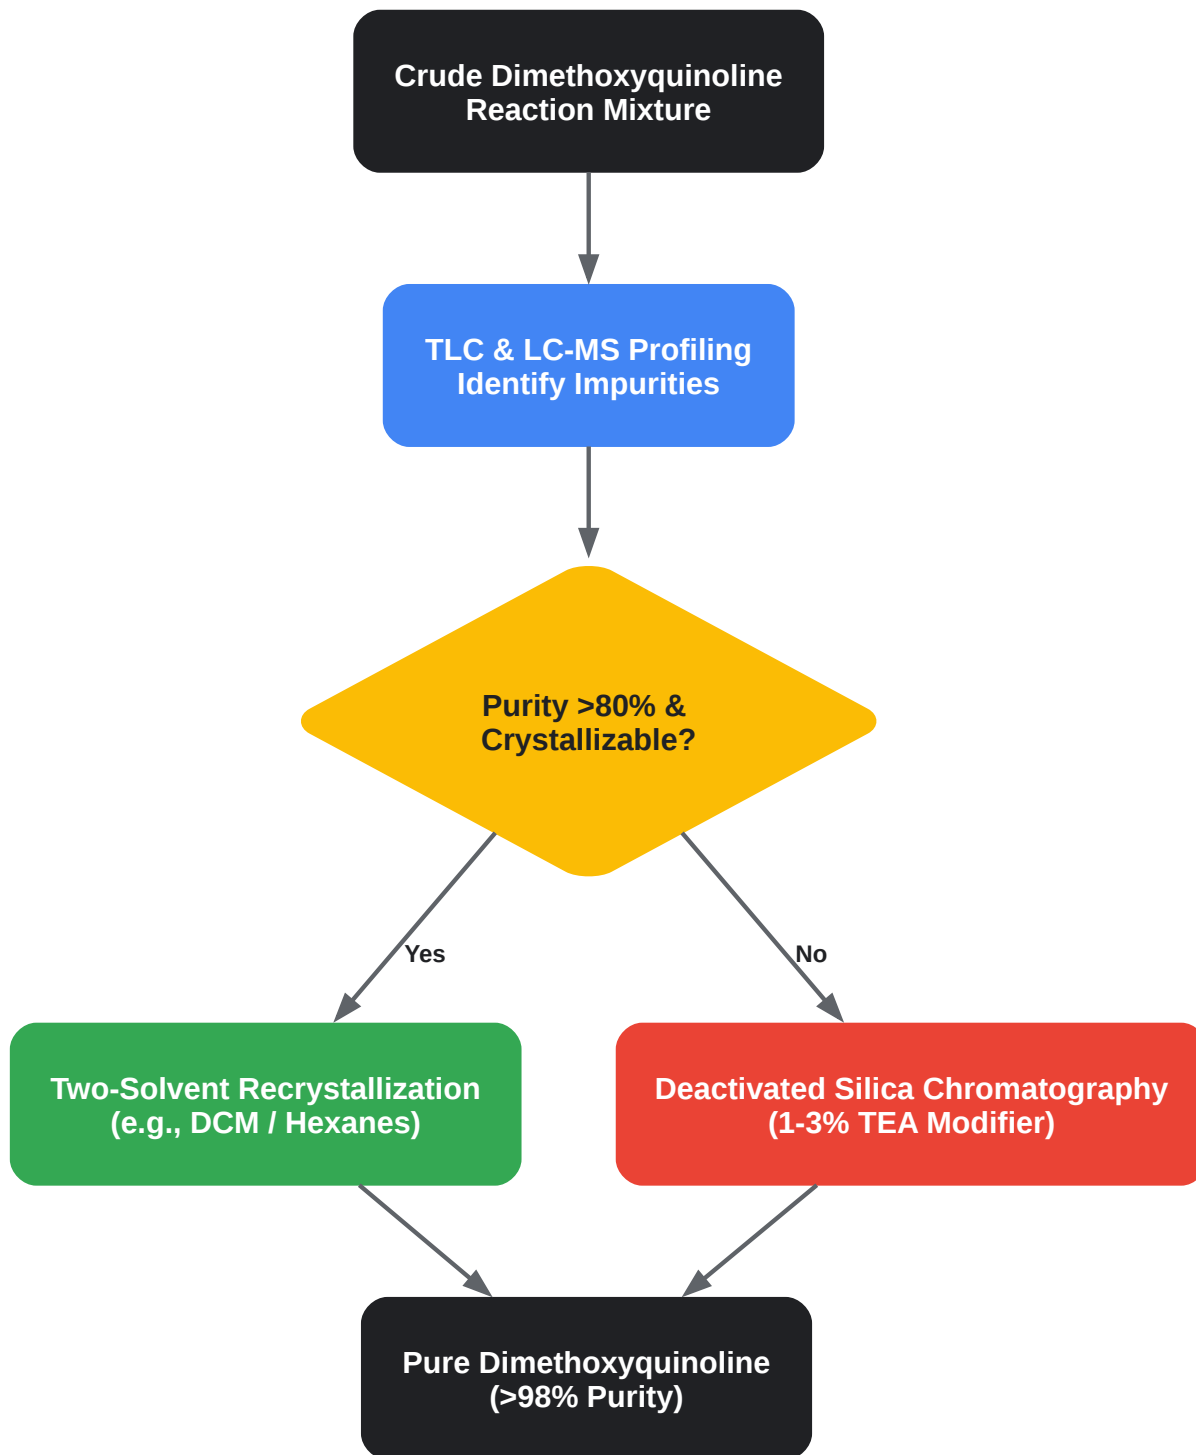 Crude Dimethoxyquinoline
Reaction Mixture
TLC & LC-MS Profiling
Identify Impurities
Purity >80% &
Crystallizable?
Yes
No
Two-Solvent Recrystallization
(e.g., DCM / Hexanes)
Deactivated Silica Chromatography
(1-3% TEA Modifier)
Pure Dimethoxyquinoline
(>98% Purity)